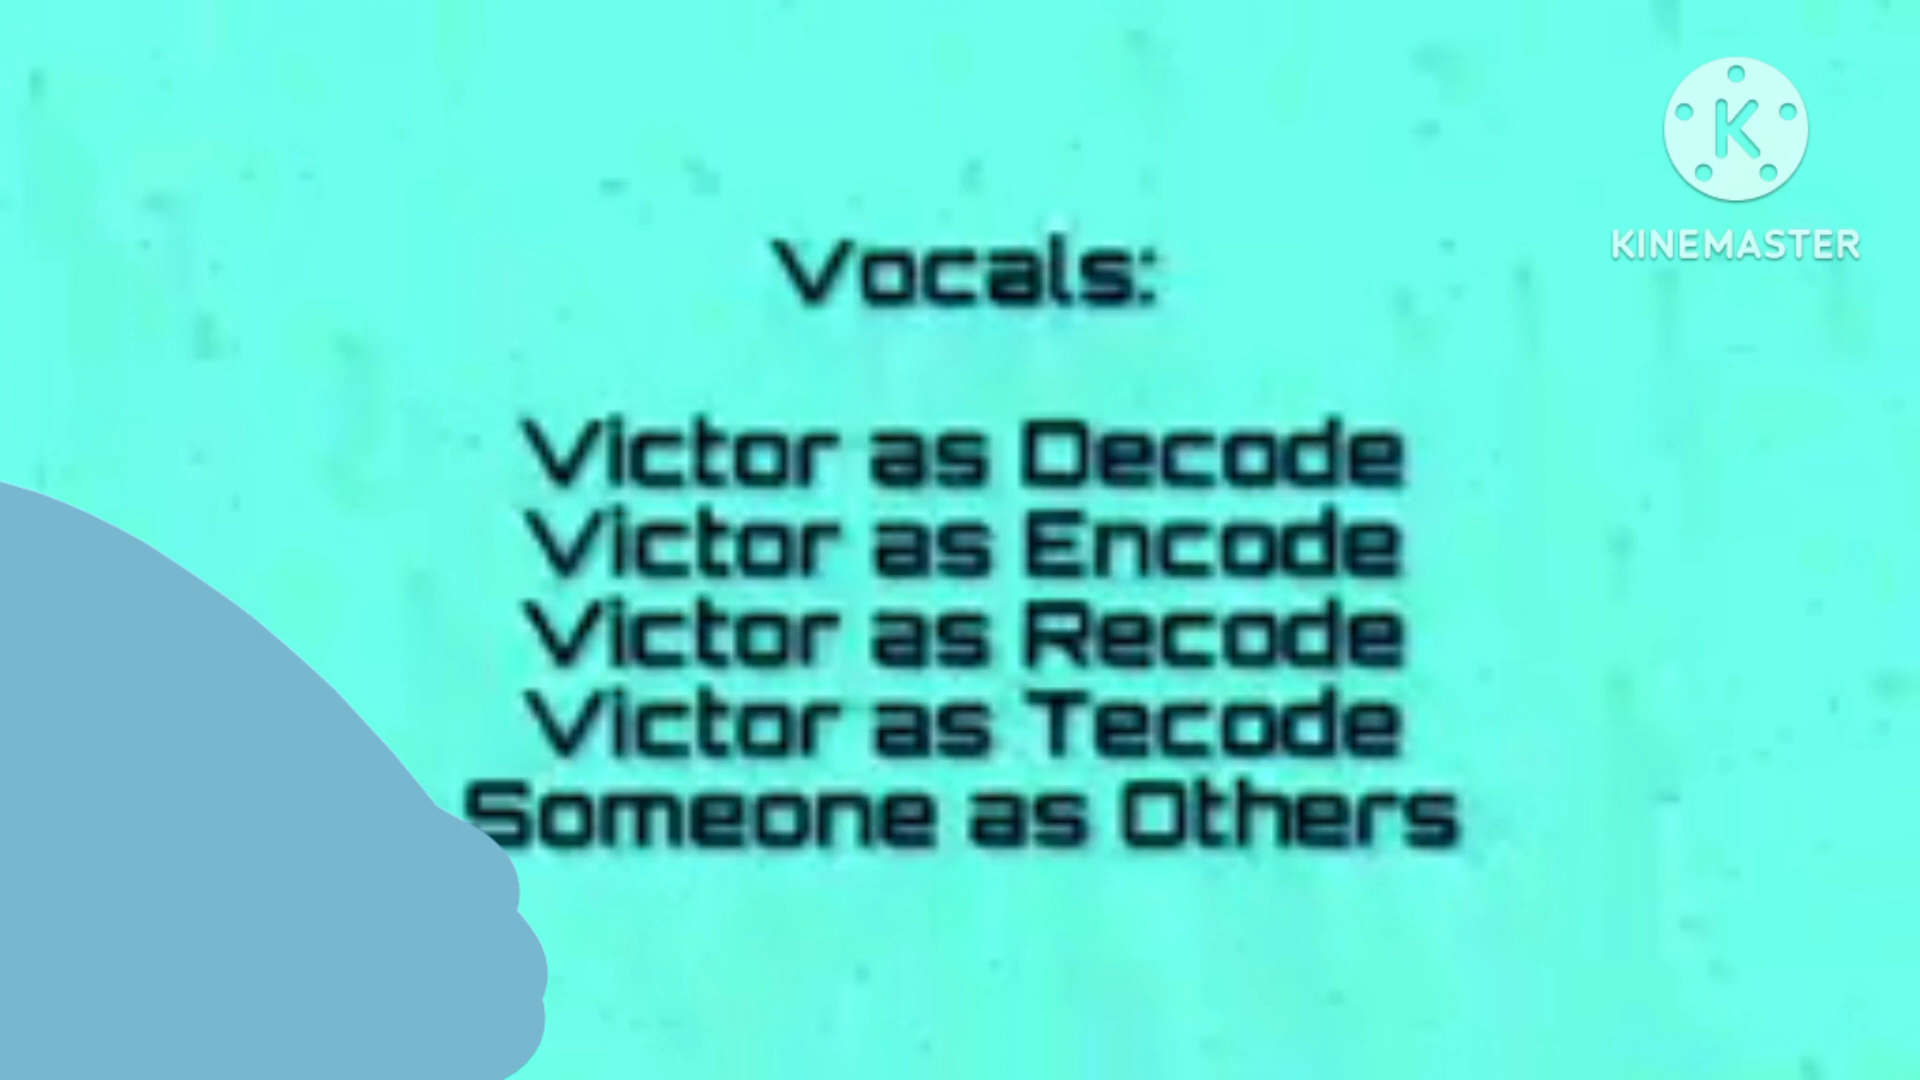 K
KINEMASTER
Vocals:
Victor as Decode
Victor as Encode
Victor as Recode
Victor as Tecode
Someone as Others